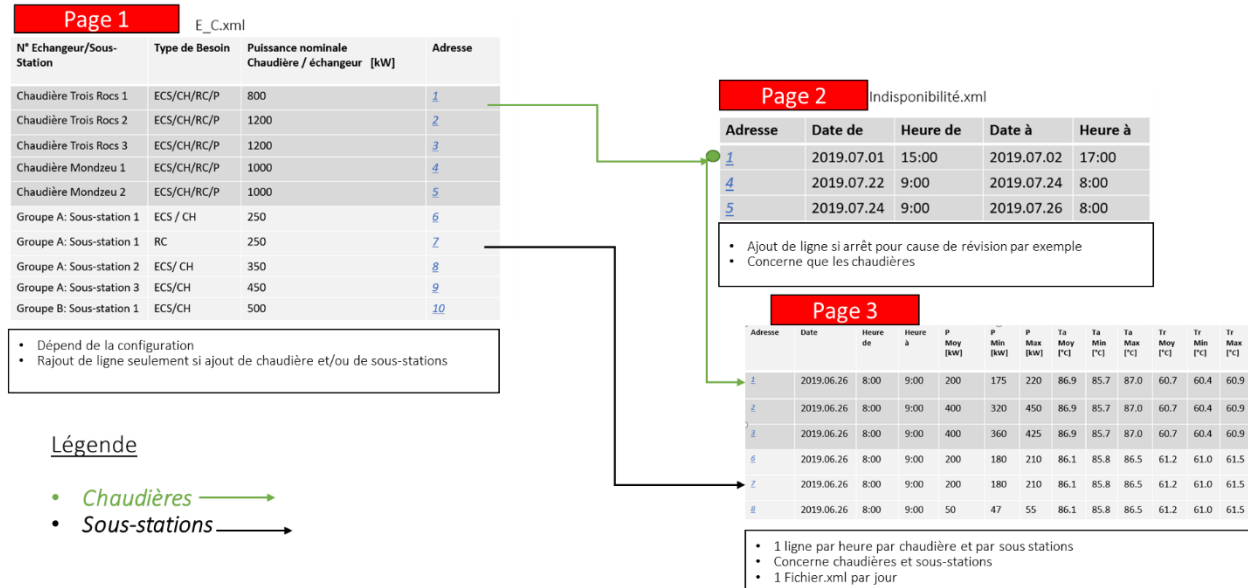 Page 1
E_C.xml
N° Echangeur/Sous-Station Type de Besoin Puissance nominale Chaudière / échangeur [kW] Adresse
Chaudière Trois Rocs 1 ECS/CH/RC/P 800 1
Chaudière Trois Rocs 2 ECS/CH/RC/P 1200 2
Chaudière Trois Rocs 3 ECS/CH/RC/P 1200 3
Chaudière Mondzeu 1 ECS/CH/RC/P 1000 4
Chaudière Mondzeu 2 ECS/CH/RC/P 1000 5
Groupe A: Sous-station 1 ECS / CH 250 6
Groupe A: Sous-station 1 RC 250 7
Groupe A: Sous-station 2 ECS/ CH 350 8
Groupe A: Sous-station 3 ECS/CH 450 9
Groupe B: Sous-station 1 ECS/CH 500 10
• Dépend de la configuration
• Rajout de ligne seulement si ajout de chaudière et/ou de sous-stations
Légende
• Chaudières
• Sous-stations
Page 2
Indisponibilité.xml
Adresse Date de Heure de Date à Heure à
1 2019.07.01 15:00 2019.07.02 17:00
4 2019.07.22 9:00 2019.07.24 8:00
5 2019.07.24 9:00 2019.07.26 8:00
• Ajout de ligne si arrêt pour cause de révision par exemple
• Concerne que les chaudières
Page 3
Adresse Date Heure de Heure à P Moy [kW] P Min [kW] P Max [kW] Ta Moy [°C] Ta Min [°C] Ta Max [°C] Tr Moy [°C] Tr Min [°C] Tr Max [°C]
1 2019.06.26 8:00 9:00 200 175 220 86.9 85.7 87.0 60.7 60.4 60.9
2 2019.06.26 8:00 9:00 400 320 450 86.9 85.7 87.0 60.7 60.4 60.9
3 2019.06.26 8:00 9:00 400 360 425 86.9 85.7 87.0 60.7 60.4 60.9
6 2019.06.26 8:00 9:00 200 180 210 86.1 85.8 86.5 61.2 61.0 61.5
7 2019.06.26 8:00 9:00 200 180 210 86.1 85.8 86.5 61.2 61.0 61.5
8 2019.06.26 8:00 9:00 50 47 55 86.1 85.8 86.5 61.2 61.0 61.5
• 1 ligne par heure par chaudière et par sous stations
• Concerne chaudières et sous-stations
• 1 Fichier.xml par jour